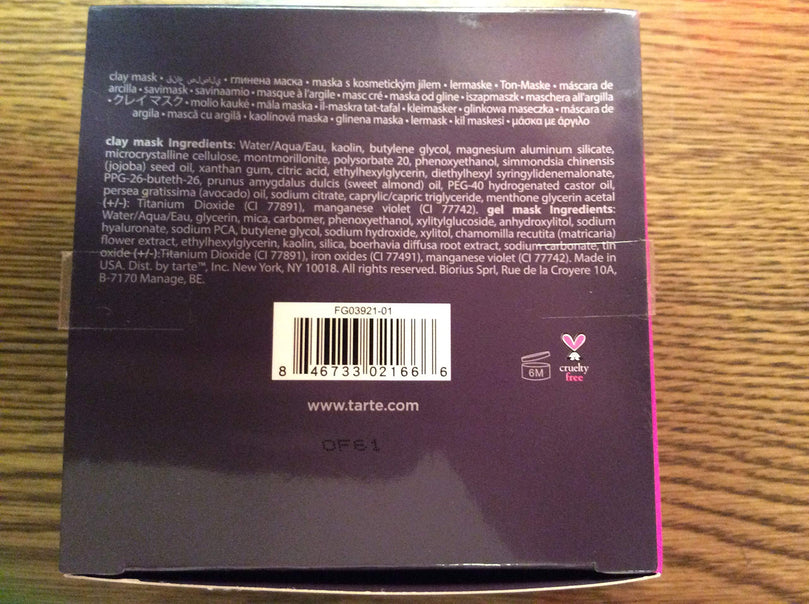 clay mask • قناع صلصالي • глинена маска • maska s kosmetickým jílem • lermaske • Ton-Maske • máscara de
arcilla • savimask • savinaamio • masque à l'argile • masc cré • maska od gline • iszapmaszk • maschera all'argilla
• クレイ マスク • molio kaukė • māla maska • il-maskra tat-tafal • kleimasker • glinkowa maseczka • máscara de
argila • mască cu argilă • kaolínová maska • glinena maska • lermask • kil maskesi • μάσκα με άργιλο
clay mask Ingredients: Water/Aqua/Eau, kaolin, butylene glycol, magnesium aluminum silicate,
microcrystalline cellulose, montmorillonite, polysorbate 20, phenoxyethanol, simmondsia chinensis
(jojoba) seed oil, xanthan gum, citric acid, ethylhexylglycerin, diethylhexyl syringylidenemalonate,
PPG-26-buteth-26, prunus amygdalus dulcis (sweet almond) oil, PEG-40 hydrogenated castor oil,
persea gratissima (avocado) oil, sodium citrate, caprylic/capric triglyceride, menthone glycerin acetal
(+/-): Titanium Dioxide (CI 77891), manganese violet (CI 77742). gel mask Ingredients:
Water/Aqua/Eau, glycerin, mica, carbomer, phenoxyethanol, xylitylglucoside, anhydroxylitol, sodium
hyaluronate, sodium PCA, butylene glycol, sodium hydroxide, xylitol, chamomilla recutita (matricaria)
flower extract, ethylhexylglycerin, kaolin, silica, boerhavia diffusa root extract, sodium carbonate, tin
oxide (+/-):Titanium Dioxide (CI 77891), iron oxides (CI 77491), manganese violet (CI 77742). Made in
USA. Dist. by tarte™, Inc. New York, NY 10018. All rights reserved. Biorius Sprl, Rue de la Croyere 10A,
B-7170 Manage, BE.
FG03921-01
8 46733 02166 6
6M
cruelty
free
www.tarte.com
OF61